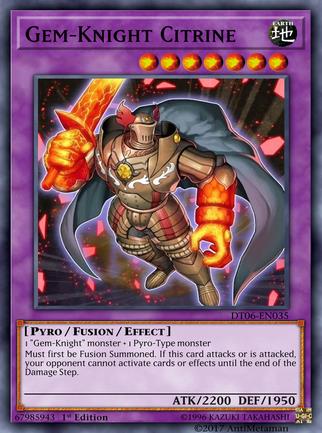 Gem-Knight Citrine
EARTH
地
DT06-EN035
[Pyro / Fusion / Effect]
1 "Gem-Knight" monster + 1 Pyro-Type monster
Must first be Fusion Summoned. If this card attacks or is attacked,
your opponent cannot activate cards or effects until the end of the
Damage Step.
ATK/2200 DEF/1950
67985943 1st Edition ©1996 KAZUKI TAKAHASHI
©2017 AntiMetaman